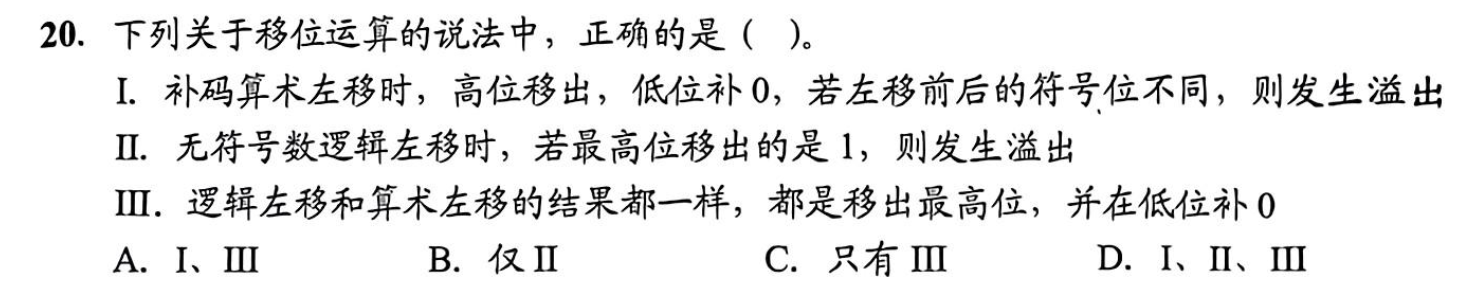 20. 下列关于移位运算的说法中，正确的是（ ）。
I. 补码算术左移时，高位移出，低位补 0，若左移前后的符号位不同，则发生溢出
II. 无符号数逻辑左移时，若最高位移出的是 1，则发生溢出
III. 逻辑左移和算术左移的结果都一样，都是移出最高位，并在低位补 0
A. I、III B. 仅 II C. 只有 III D. I、II、III